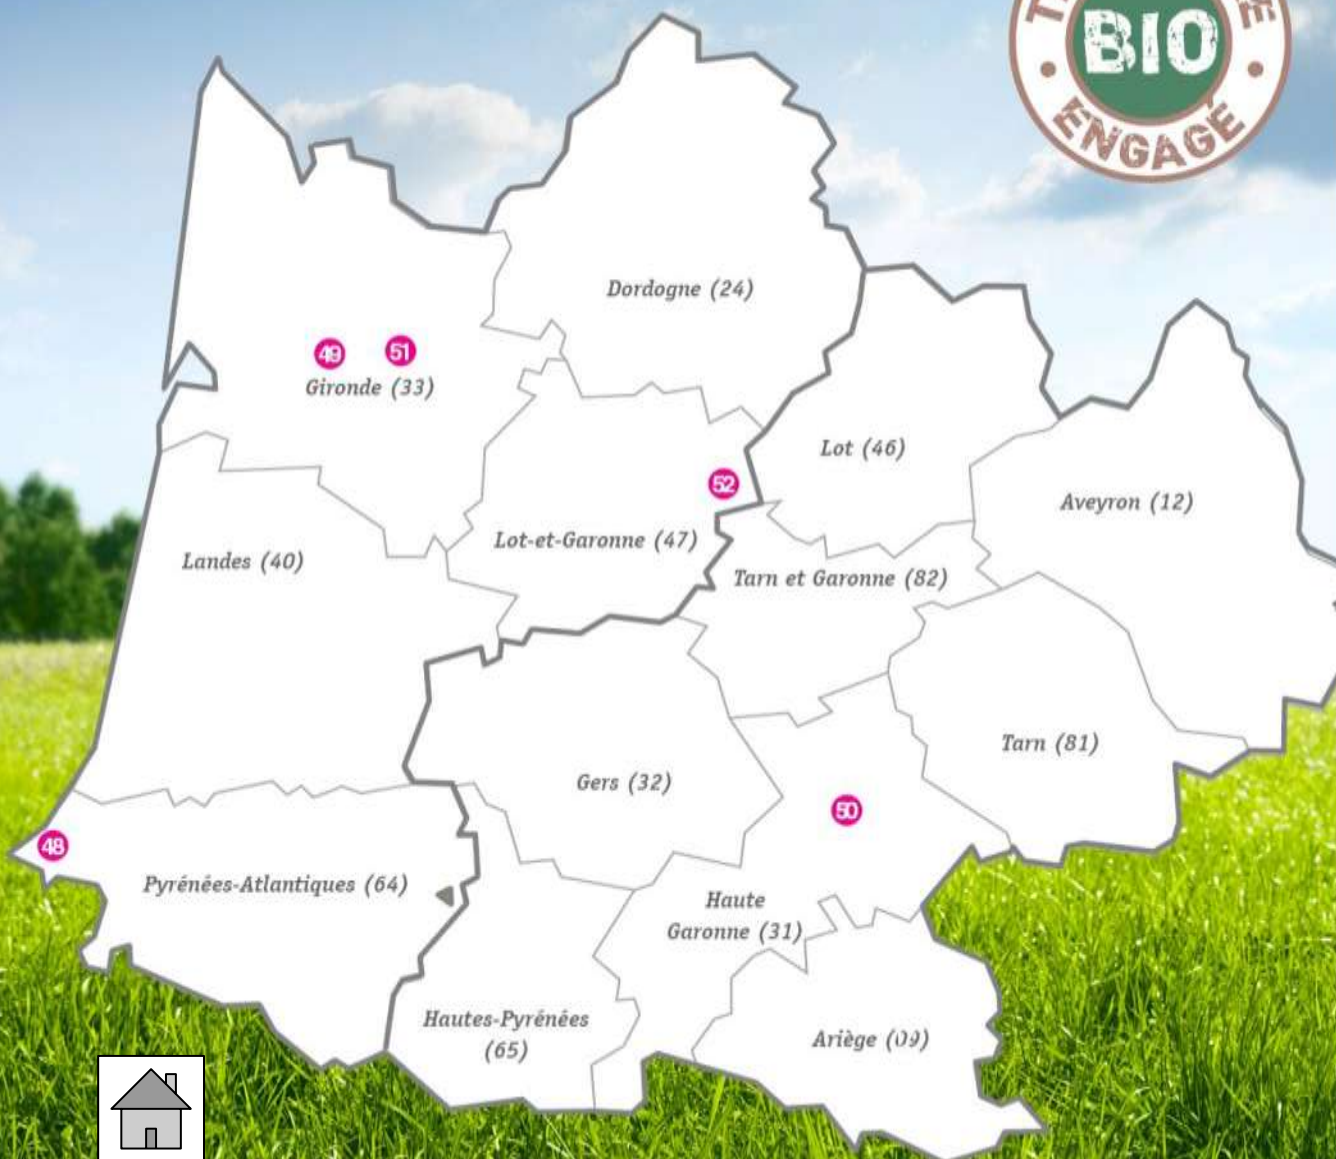 BIO
ENGAGÉ
Dordogne (24)
49
51
Gironde (33)
Lot (46)
52
Aveyron (12)
Lot-et-Garonne (47)
Landes (40)
Tarn et Garonne (82)
Tarn (81)
Gers (32)
50
48
Pyrénées-Atlantiques (64)
Haute
Garonne (31)
Hautes-Pyrénées
(65)
Ariège (09)